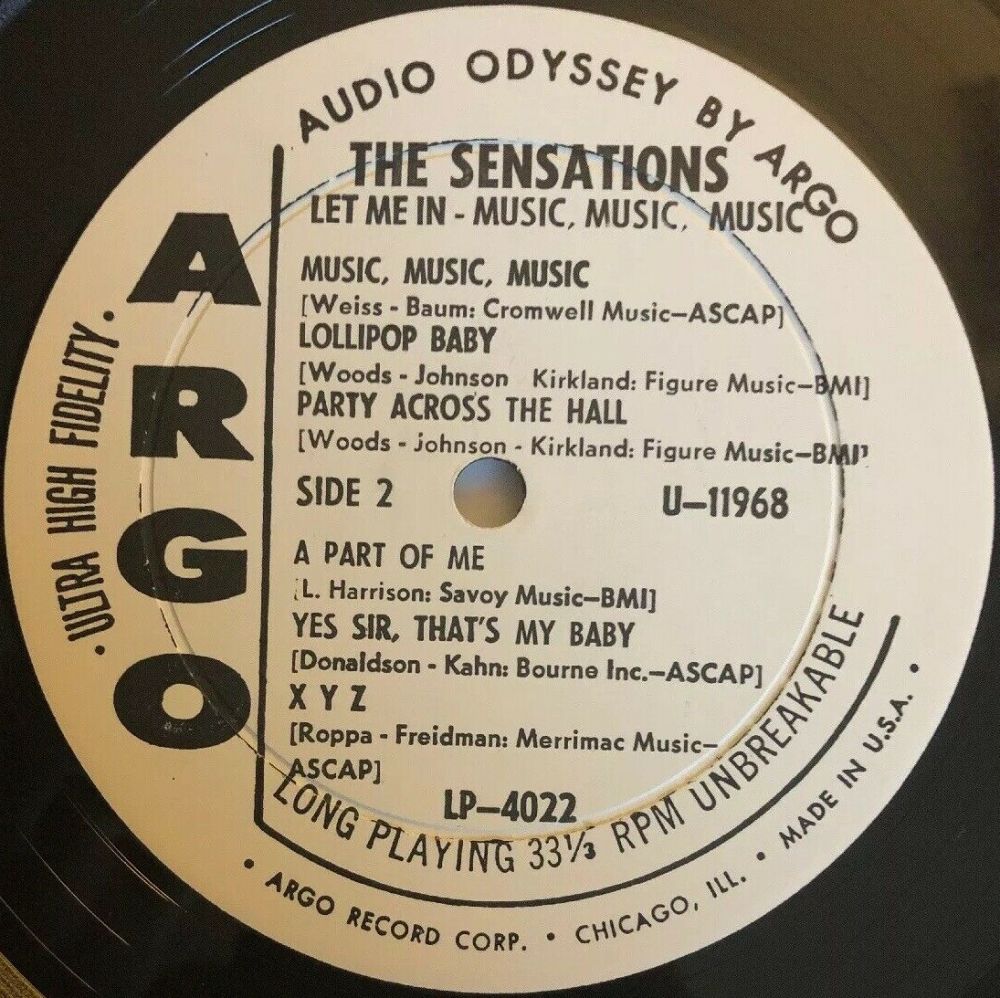 AUDIO ODYSSEY BY ARGO
THE SENSATIONS
LET ME IN - MUSIC, MUSIC, MUSIC
ARGO
• ULTRA HIGH FIDELITY •
MUSIC, MUSIC, MUSIC
[Weiss - Baum: Cromwell Music—ASCAP]
LOLLIPOP BABY
[Woods - Johnson Kirkland: Figure Music—BMI]
PARTY ACROSS THE HALL
[Woods - Johnson - Kirkland: Figure Music—BMI]
SIDE 2
U—11968
A PART OF ME
[L. Harrison: Savoy Music—BMI]
YES SIR, THAT'S MY BABY
[Donaldson - Kahn: Bourne Inc.—ASCAP]
X Y Z
[Roppa - Freidman: Merrimac Music—
ASCAP]
LP—4022
LONG PLAYING 33⅓ RPM UNBREAKABLE
• ARGO RECORD CORP. • CHICAGO, ILL. • MADE IN U.S.A. •